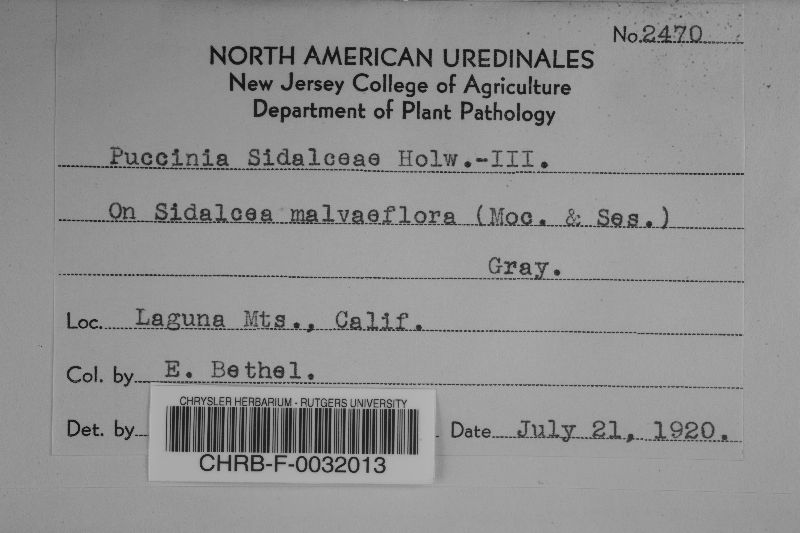 No. 2470
NORTH AMERICAN UREDINALES
New Jersey College of Agriculture
Department of Plant Pathology
Puccinia Sidalceae Holw.-III.
On Sidalcea malvaeflora (Moc. & Ses.)
Gray.
Loc. Laguna Mts., Calif.
Col. by E. Bethel.
Det. by
Date July 21, 1920.
CHRYSLER HERBARIUM - RUTGERS UNIVERSITY
CHRB-F-0032013